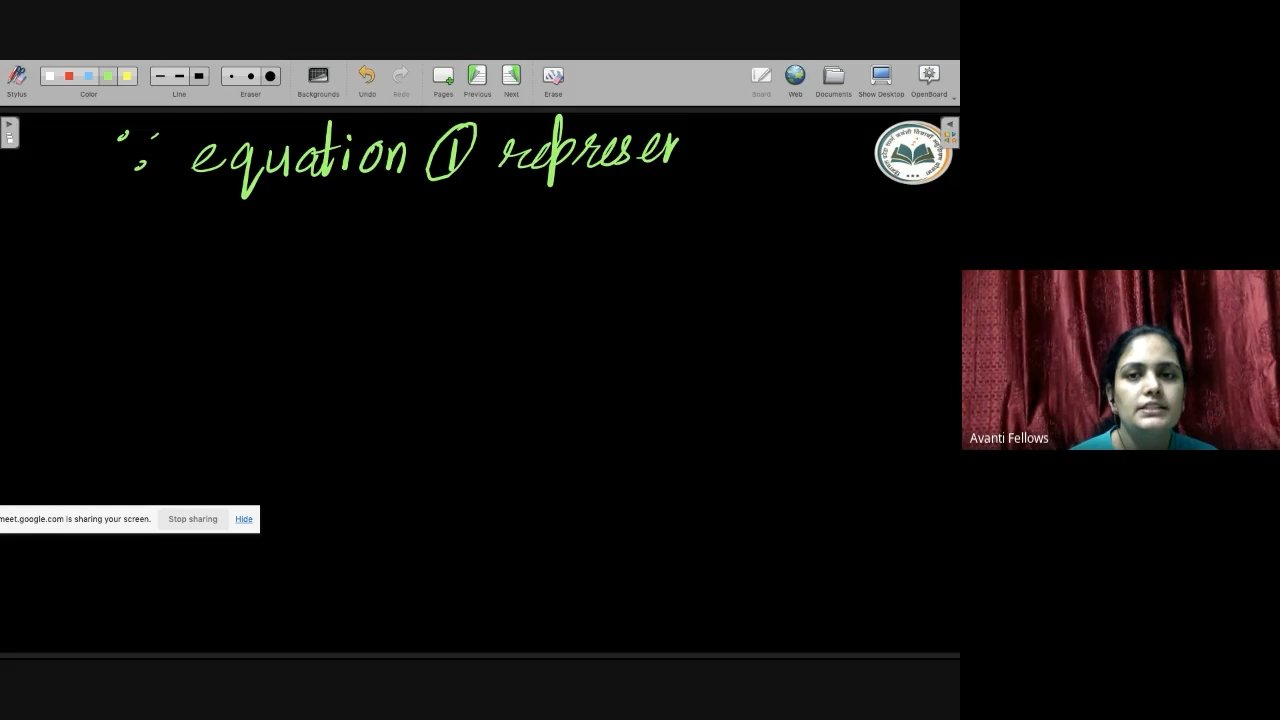 Stylus Color Line Eraser Backgrounds Undo Redo Pages Previous Next Erase Board Web Documents Show Desktop OpenBoard
∵ equation ① represen
Avanti Fellows
meet.google.com is sharing your screen. Stop sharing Hide